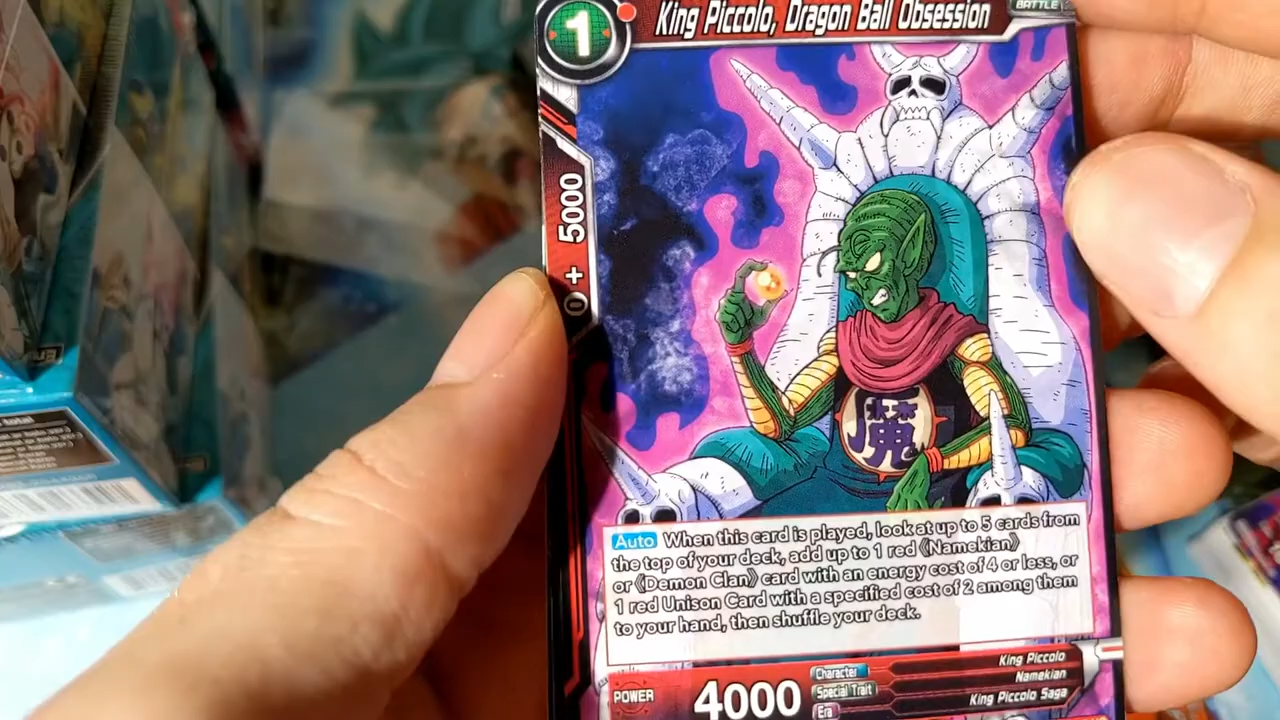 1
King Piccolo, Dragon Ball Obsession
BATTLE
0 + 5000
魔
Auto When this card is played, look at up to 5 cards from
the top of your deck, add up to 1 red 《Namekian》
or 《Demon Clan》 card with an energy cost of 4 or less, or
1 red Unison Card with a specified cost of 2 among them
to your hand, then shuffle your deck.
POWER 4000
Character King Piccolo
Special Trait Namekian
Era King Piccolo Saga